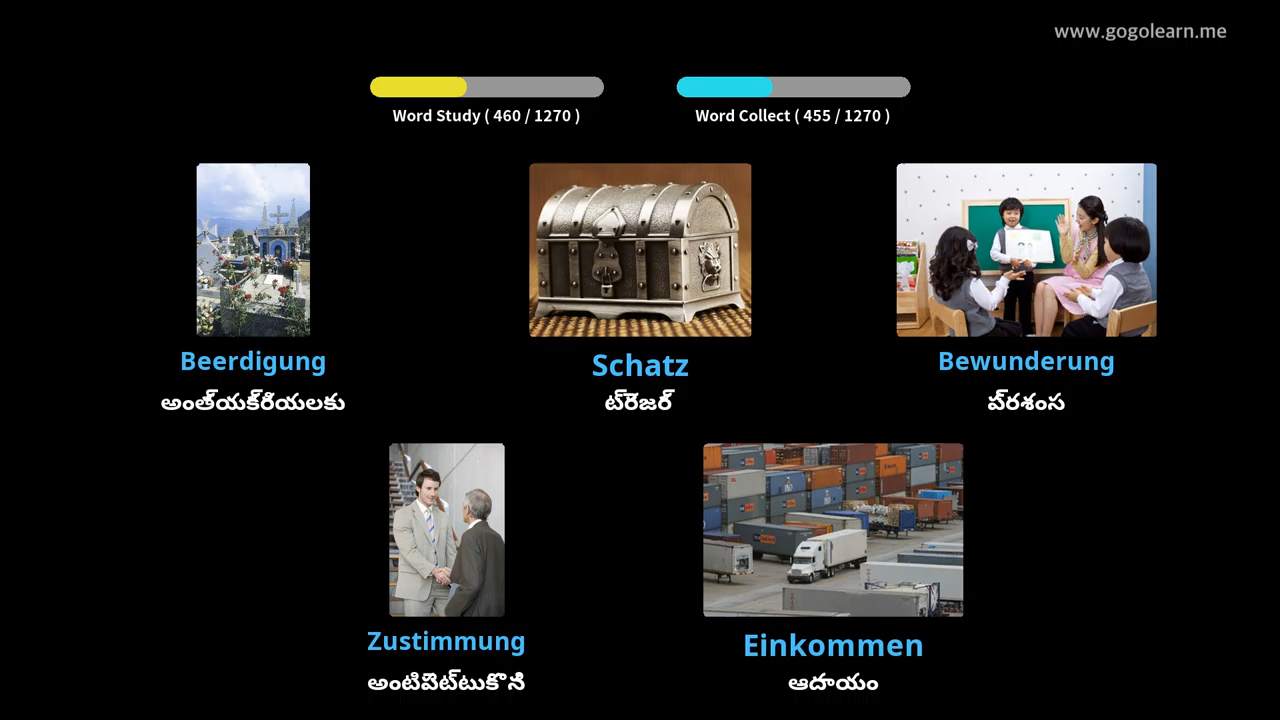 www.gogolearn.me
Word Study ( 460 / 1270 )
Word Collect ( 455 / 1270 )
Beerdigung
అంత్యక్రియలకు
Schatz
ట్రెజర్
Bewunderung
ప్రశంస
Zustimmung
అంటిపెట్టుకొని
Einkommen
ఆదాయం